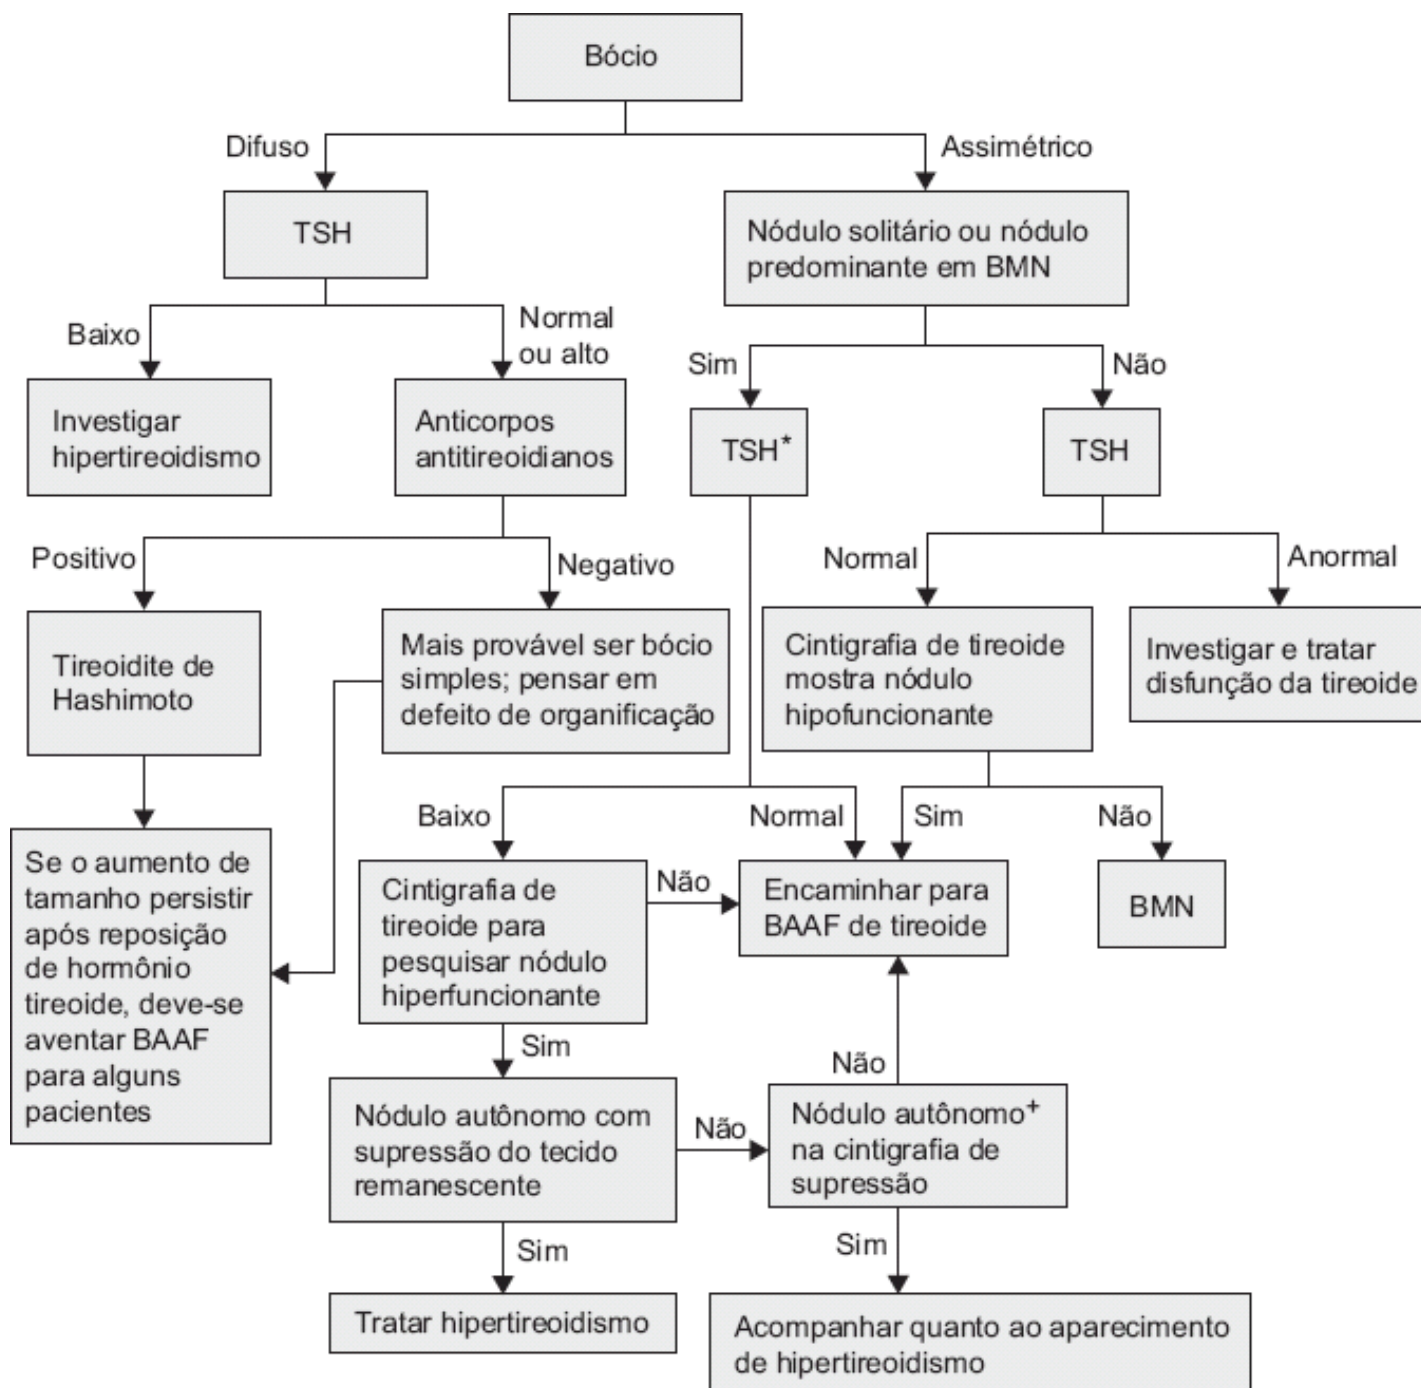 Bócio
Difuso
Assimétrico
TSH
Nódulo solitário ou nódulo
predominante em BMN
Baixo
Normal
ou alto
Sim
Não
Investigar
hipertireoidismo
Anticorpos
antitireoidianos
TSH*
TSH
Positivo
Negativo
Normal
Anormal
Tireoidite de
Hashimoto
Mais provável ser bócio
simples; pensar em
defeito de organificação
Cintigrafia de tireoide
mostra nódulo
hipofuncionante
Investigar e tratar
disfunção da tireoide
Baixo
Normal
Sim
Não
Se o aumento de
tamanho persistir
após reposição
de hormônio
tireoide, deve-se
aventar BAAF
para alguns
pacientes
Cintigrafia de
tireoide para
pesquisar nódulo
hiperfuncionante
Não
Encaminhar para
BAAF de tireoide
BMN
Sim
Não
Nódulo autônomo com
supressão do tecido
remanescente
Não
Nódulo autônomo+
na cintigrafia de
supressão
Sim
Sim
Tratar hipertireoidismo
Acompanhar quanto ao aparecimento
de hipertireoidismo